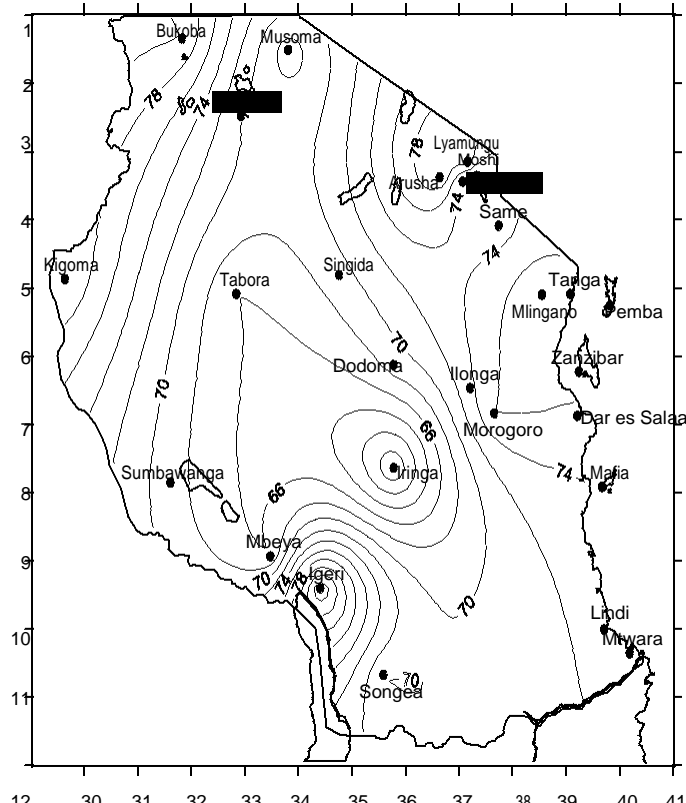 1
Bukoba
Musoma
2
78
74
3
Lyamungu
78
Moshi
Arusha
74
Same
4
74
Kigoma
Singida
Tabora
Tanga
5
Mlingano
Pemba
70
Zanzibar
6
Dodoma
Ilonga
70
66
Dar es Salaa
Morogoro
7
Iringa
74
Mafia
Sumbawanga
8
66
Mbeya
9
70
74
78
Igeri
70
Lindi
10
Mtwara
70
Songea
11
12 30 31 32 33 34 35 36 37 38 39 40 41 42